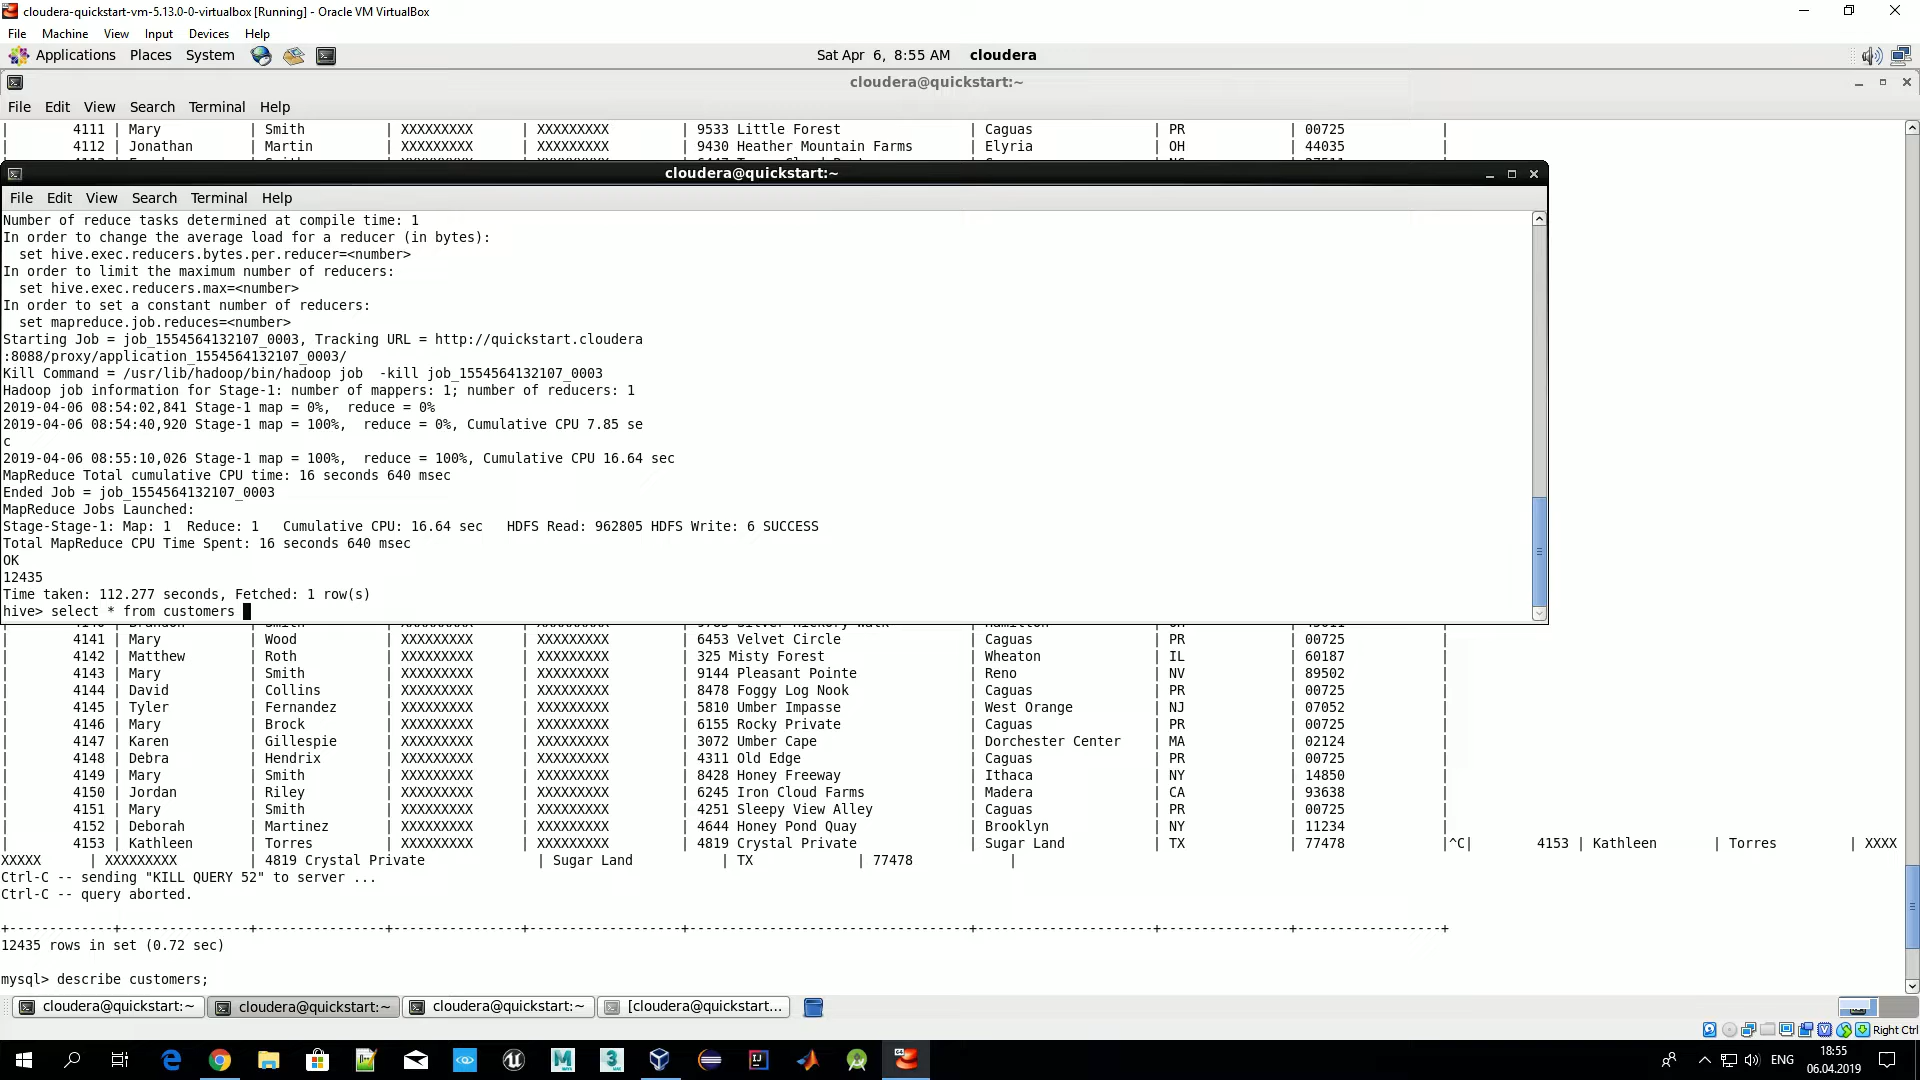 cloudera-quickstart-vm-5.13.0-0-virtualbox [Running] - Oracle VM VirtualBox
File Machine View Input Devices Help
Applications Places System Sat Apr 6, 8:55 AM cloudera
cloudera@quickstart:~
File Edit View Search Terminal Help
| 4111 | Mary | Smith | XXXXXXXXX | XXXXXXXXX | 9533 Little Forest | Caguas | PR | 00725 |
| 4112 | Jonathan | Martin | XXXXXXXXX | XXXXXXXXX | 9430 Heather Mountain Farms | Elyria | OH | 44035 |
cloudera@quickstart:~
File Edit View Search Terminal Help
Number of reduce tasks determined at compile time: 1
In order to change the average load for a reducer (in bytes):
set hive.exec.reducers.bytes.per.reducer=<number>
In order to limit the maximum number of reducers:
set hive.exec.reducers.max=<number>
In order to set a constant number of reducers:
set mapreduce.job.reduces=<number>
Starting Job = job_1554564132107_0003, Tracking URL = http://quickstart.cloudera
:8088/proxy/application_1554564132107_0003/
Kill Command = /usr/lib/hadoop/bin/hadoop job  -kill job_1554564132107_0003
Hadoop job information for Stage-1: number of mappers: 1; number of reducers: 1
2019-04-06 08:54:02,841 Stage-1 map = 0%,  reduce = 0%
2019-04-06 08:54:40,920 Stage-1 map = 100%,  reduce = 0%, Cumulative CPU 7.85 se
c
2019-04-06 08:55:10,026 Stage-1 map = 100%,  reduce = 100%, Cumulative CPU 16.64 sec
MapReduce Total cumulative CPU time: 16 seconds 640 msec
Ended Job = job_1554564132107_0003
MapReduce Jobs Launched:
Stage-Stage-1: Map: 1  Reduce: 1   Cumulative CPU: 16.64 sec   HDFS Read: 962805 HDFS Write: 6 SUCCESS
Total MapReduce CPU Time Spent: 16 seconds 640 msec
OK
12435
Time taken: 112.277 seconds, Fetched: 1 row(s)
hive> select * from customers
| 4141 | Mary | Wood | XXXXXXXXX | XXXXXXXXX | 6453 Velvet Circle | Caguas | PR | 00725 |
| 4142 | Matthew | Roth | XXXXXXXXX | XXXXXXXXX | 325 Misty Forest | Wheaton | IL | 60187 |
| 4143 | Mary | Smith | XXXXXXXXX | XXXXXXXXX | 9144 Pleasant Pointe | Reno | NV | 89502 |
| 4144 | David | Collins | XXXXXXXXX | XXXXXXXXX | 8478 Foggy Log Nook | Caguas | PR | 00725 |
| 4145 | Tyler | Fernandez | XXXXXXXXX | XXXXXXXXX | 5810 Umber Impasse | West Orange | NJ | 07052 |
| 4146 | Mary | Brock | XXXXXXXXX | XXXXXXXXX | 6155 Rocky Private | Caguas | PR | 00725 |
| 4147 | Karen | Gillespie | XXXXXXXXX | XXXXXXXXX | 3072 Umber Cape | Dorchester Center | MA | 02124 |
| 4148 | Debra | Hendrix | XXXXXXXXX | XXXXXXXXX | 4311 Old Edge | Caguas | PR | 00725 |
| 4149 | Mary | Smith | XXXXXXXXX | XXXXXXXXX | 8428 Honey Freeway | Ithaca | NY | 14850 |
| 4150 | Jordan | Riley | XXXXXXXXX | XXXXXXXXX | 6245 Iron Cloud Farms | Madera | CA | 93638 |
| 4151 | Mary | Smith | XXXXXXXXX | XXXXXXXXX | 4251 Sleepy View Alley | Caguas | PR | 00725 |
| 4152 | Deborah | Martinez | XXXXXXXXX | XXXXXXXXX | 4644 Honey Pond Quay | Brooklyn | NY | 11234 |
| 4153 | Kathleen | Torres | XXXXXXXXX | XXXXXXXXX | 4819 Crystal Private | Sugar Land | TX | 77478 |^C| 4153 | Kathleen | Torres | XXXX
XXXXX | XXXXXXXXX | 4819 Crystal Private | Sugar Land | TX | 77478 |
Ctrl-C -- sending "KILL QUERY 52" to server ...
Ctrl-C -- query aborted.
+-------------+----------------+----------------+----------------+-------------------+-----------------------------------+----------------------+----------------+------------------+
12435 rows in set (0.72 sec)
mysql> describe customers;
cloudera@quickstart:~ cloudera@quickstart:~ cloudera@quickstart:~ [cloudera@quickstart...
Right Ctrl
ENG
18:55
06.04.2019